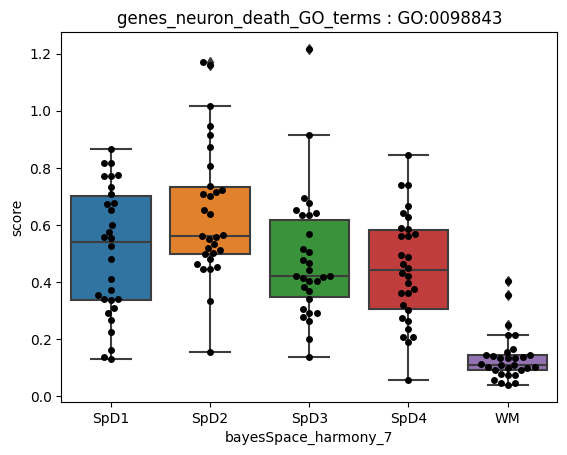 genes_neuron_death_GO_terms : GO:0098843
score
1.2
1.0
0.8
0.6
0.4
0.2
0.0
SpD1 SpD2 SpD3 SpD4 WM
bayesSpace_harmony_7